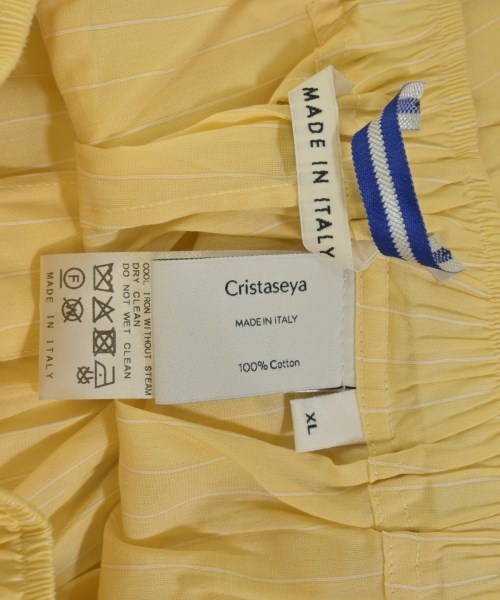 MADE IN ITALY
Cristaseya
MADE IN ITALY
100% Cotton
XL
COOL IRON WITHOUT STEAM
DRY CLEAN
DO NOT WET CLEAN
F
MADE IN ITALY